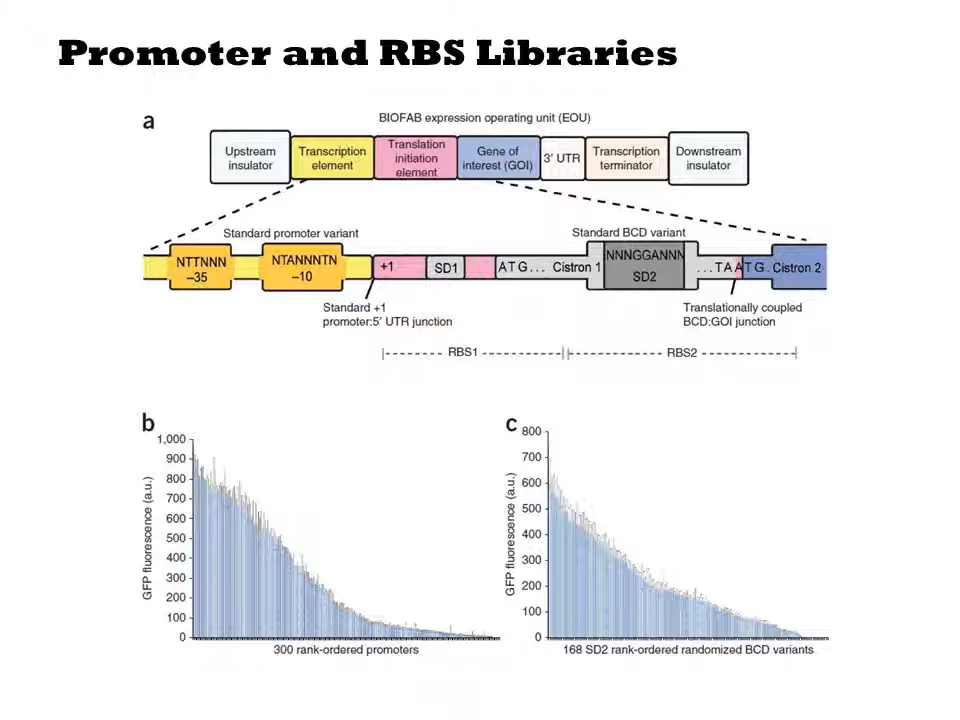 Promoter and RBS Libraries
a
BIOFAB expression operating unit (EOU)
Upstream
insulator
Transcription
element
Translation
initiation
element
Gene of
interest (GOI)
3′ UTR
Transcription
terminator
Downstream
insulator
Standard promoter variant
Standard BCD variant
NTTNNN
–35
NTANNNTN
–10
+1
SD1
ATG... Cistron 1
NNNGGANNN
SD2
...TAATG. Cistron 2
Standard +1
promoter:5′ UTR junction
Translationally coupled
BCD:GOI junction
RBS1
RBS2
b
GFP fluorescence (a.u.)
1,000
900
800
700
600
500
400
300
200
100
0
300 rank-ordered promoters
c
GFP fluorescence (a.u.)
800
700
600
500
400
300
200
100
0
168 SD2 rank-ordered randomized BCD variants